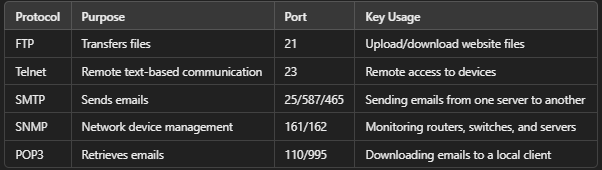 Protocol Purpose Port Key Usage
FTP Transfers files 21 Upload/download website files
Telnet Remote text-based communication 23 Remote access to devices
SMTP Sends emails 25/587/465 Sending emails from one server to another
SNMP Network device management 161/162 Monitoring routers, switches, and servers
POP3 Retrieves emails 110/995 Downloading emails to a local client